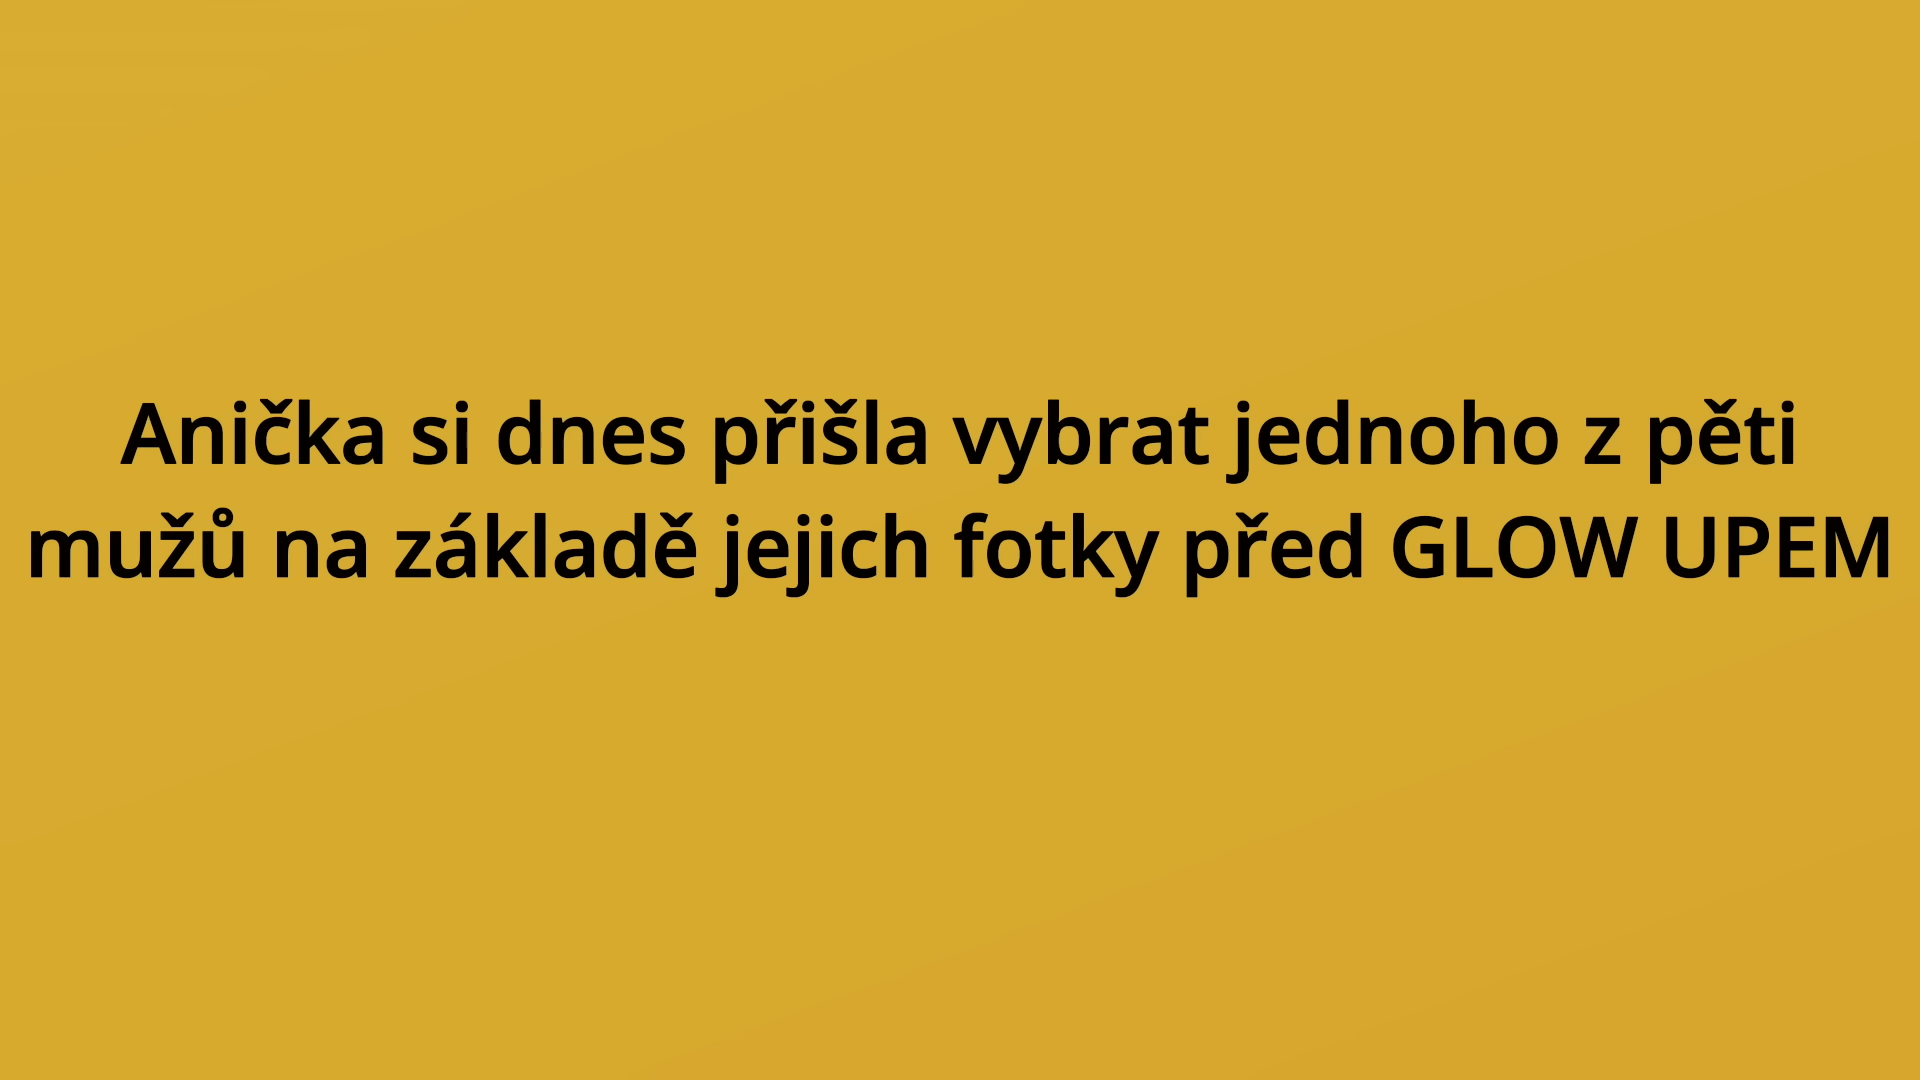 Anička si dnes přišla vybrat jednoho z pěti
mužů na základě jejich fotky před GLOW UPEM